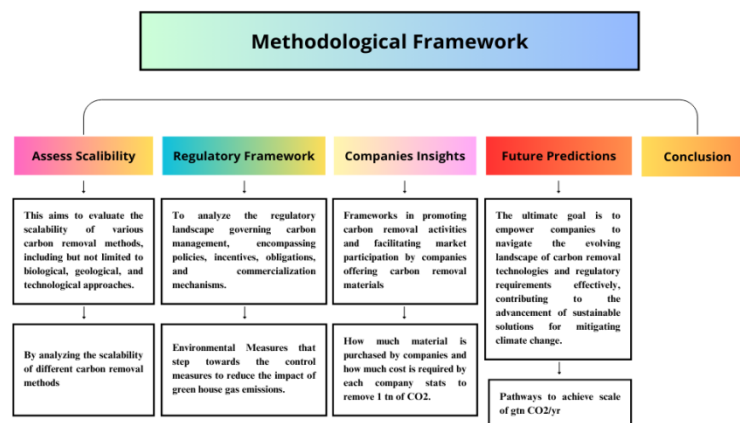 Methodological Framework
Assess Scalibility
Regulatory Framework
Companies Insights
Future Predictions
Conclusion
This aims to evaluate the
scalability of various
carbon removal methods,
including but not limited to
biological, geological, and
technological approaches.
To analyze the regulatory
landscape governing carbon
management, encompassing
policies, incentives, obligations,
and commercialization
mechanisms.
Frameworks in promoting
carbon removal activities
and facilitating market
participation by companies
offering carbon removal
materials
The ultimate goal is to
empower companies to
navigate the evolving
landscape of carbon removal
technologies and regulatory
requirements effectively,
contributing to the
advancement of sustainable
solutions for mitigating
climate change.
By analyzing the scalability
of different carbon removal
methods
Environmental Measures that
step towards the control
measures to reduce the impact of
green house gas emissions.
How much material is
purchased by companies and
how much cost is required by
each company stats to
remove 1 tn of CO2.
Pathways to achieve scale
of gtn CO2/yr